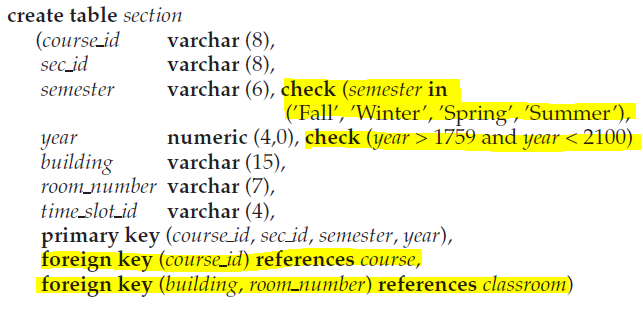 create table section
(course_id varchar (8),
sec_id varchar (8),
semester varchar (6), check (semester in
('Fall', 'Winter', 'Spring', 'Summer'),
year numeric (4,0), check (year > 1759 and year < 2100)
building varchar (15),
room_number varchar (7),
time_slot_id varchar (4),
primary key (course_id, sec_id, semester, year),
foreign key (course_id) references course,
foreign key (building, room_number) references classroom)